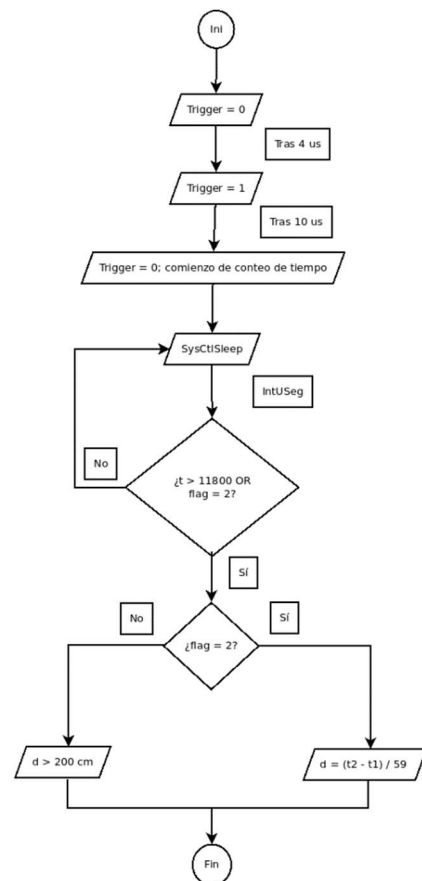 Ini
Trigger = 0
Tras 4 us
Trigger = 1
Tras 10 us
Trigger = 0; comienzo de conteo de tiempo
SysCtlSleep
IntUSeg
No
¿t > 11800 OR
flag = 2?
Sí
No
Sí
¿flag = 2?
d > 200 cm
d = (t2 - t1) / 59
Fin